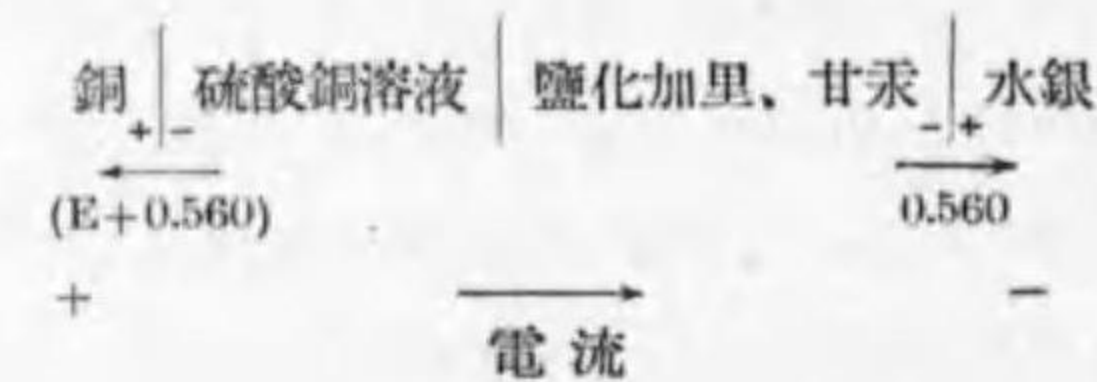 銅 | 硫酸銅溶液 | 鹽化加里、甘汞 | 水銀
+ − − +
(E+0.560) 0.560
+ −
電流